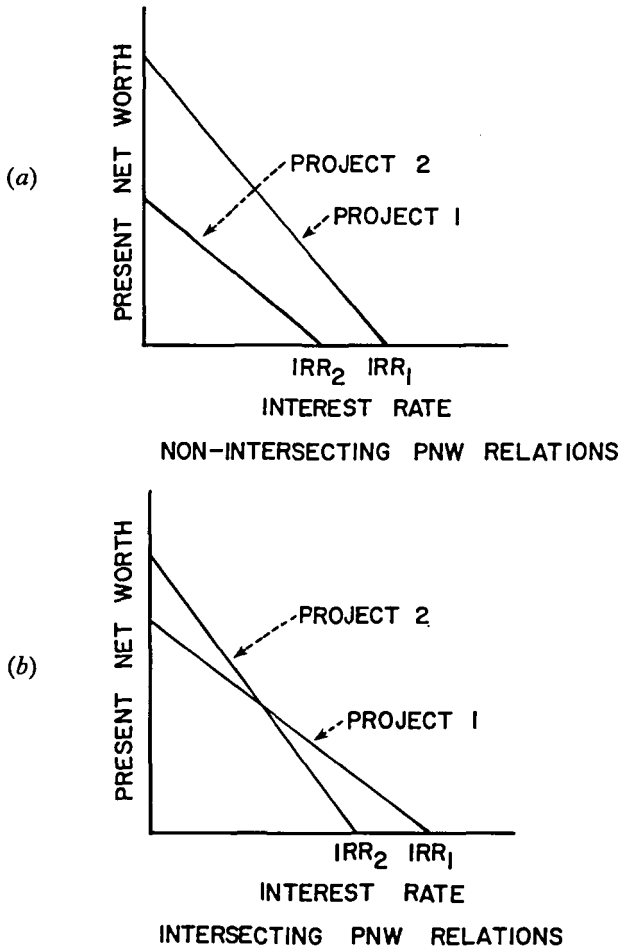 (a)
PRESENT NET WORTH
PROJECT 2
PROJECT 1
IRR2 IRR1
INTEREST RATE
NON-INTERSECTING PNW RELATIONS
(b)
PRESENT NET WORTH
PROJECT 2
PROJECT 1
IRR2 IRR1
INTEREST RATE
INTERSECTING PNW RELATIONS